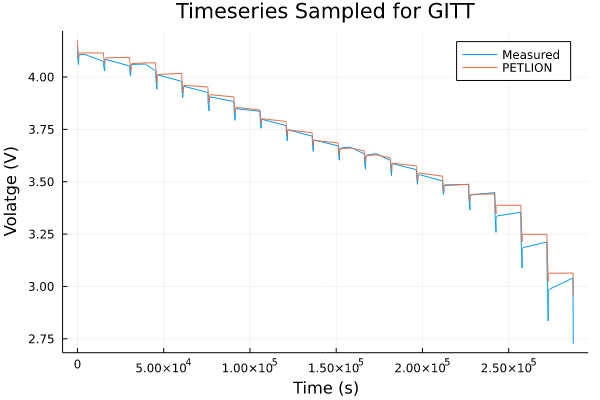 Timeseries Sampled for GITT
Measured
PETLION
Volatge (V)
4.00
3.75
3.50
3.25
3.00
2.75
0
5.00×10⁴
1.00×10⁵
1.50×10⁵
2.00×10⁵
2.50×10⁵
Time (s)